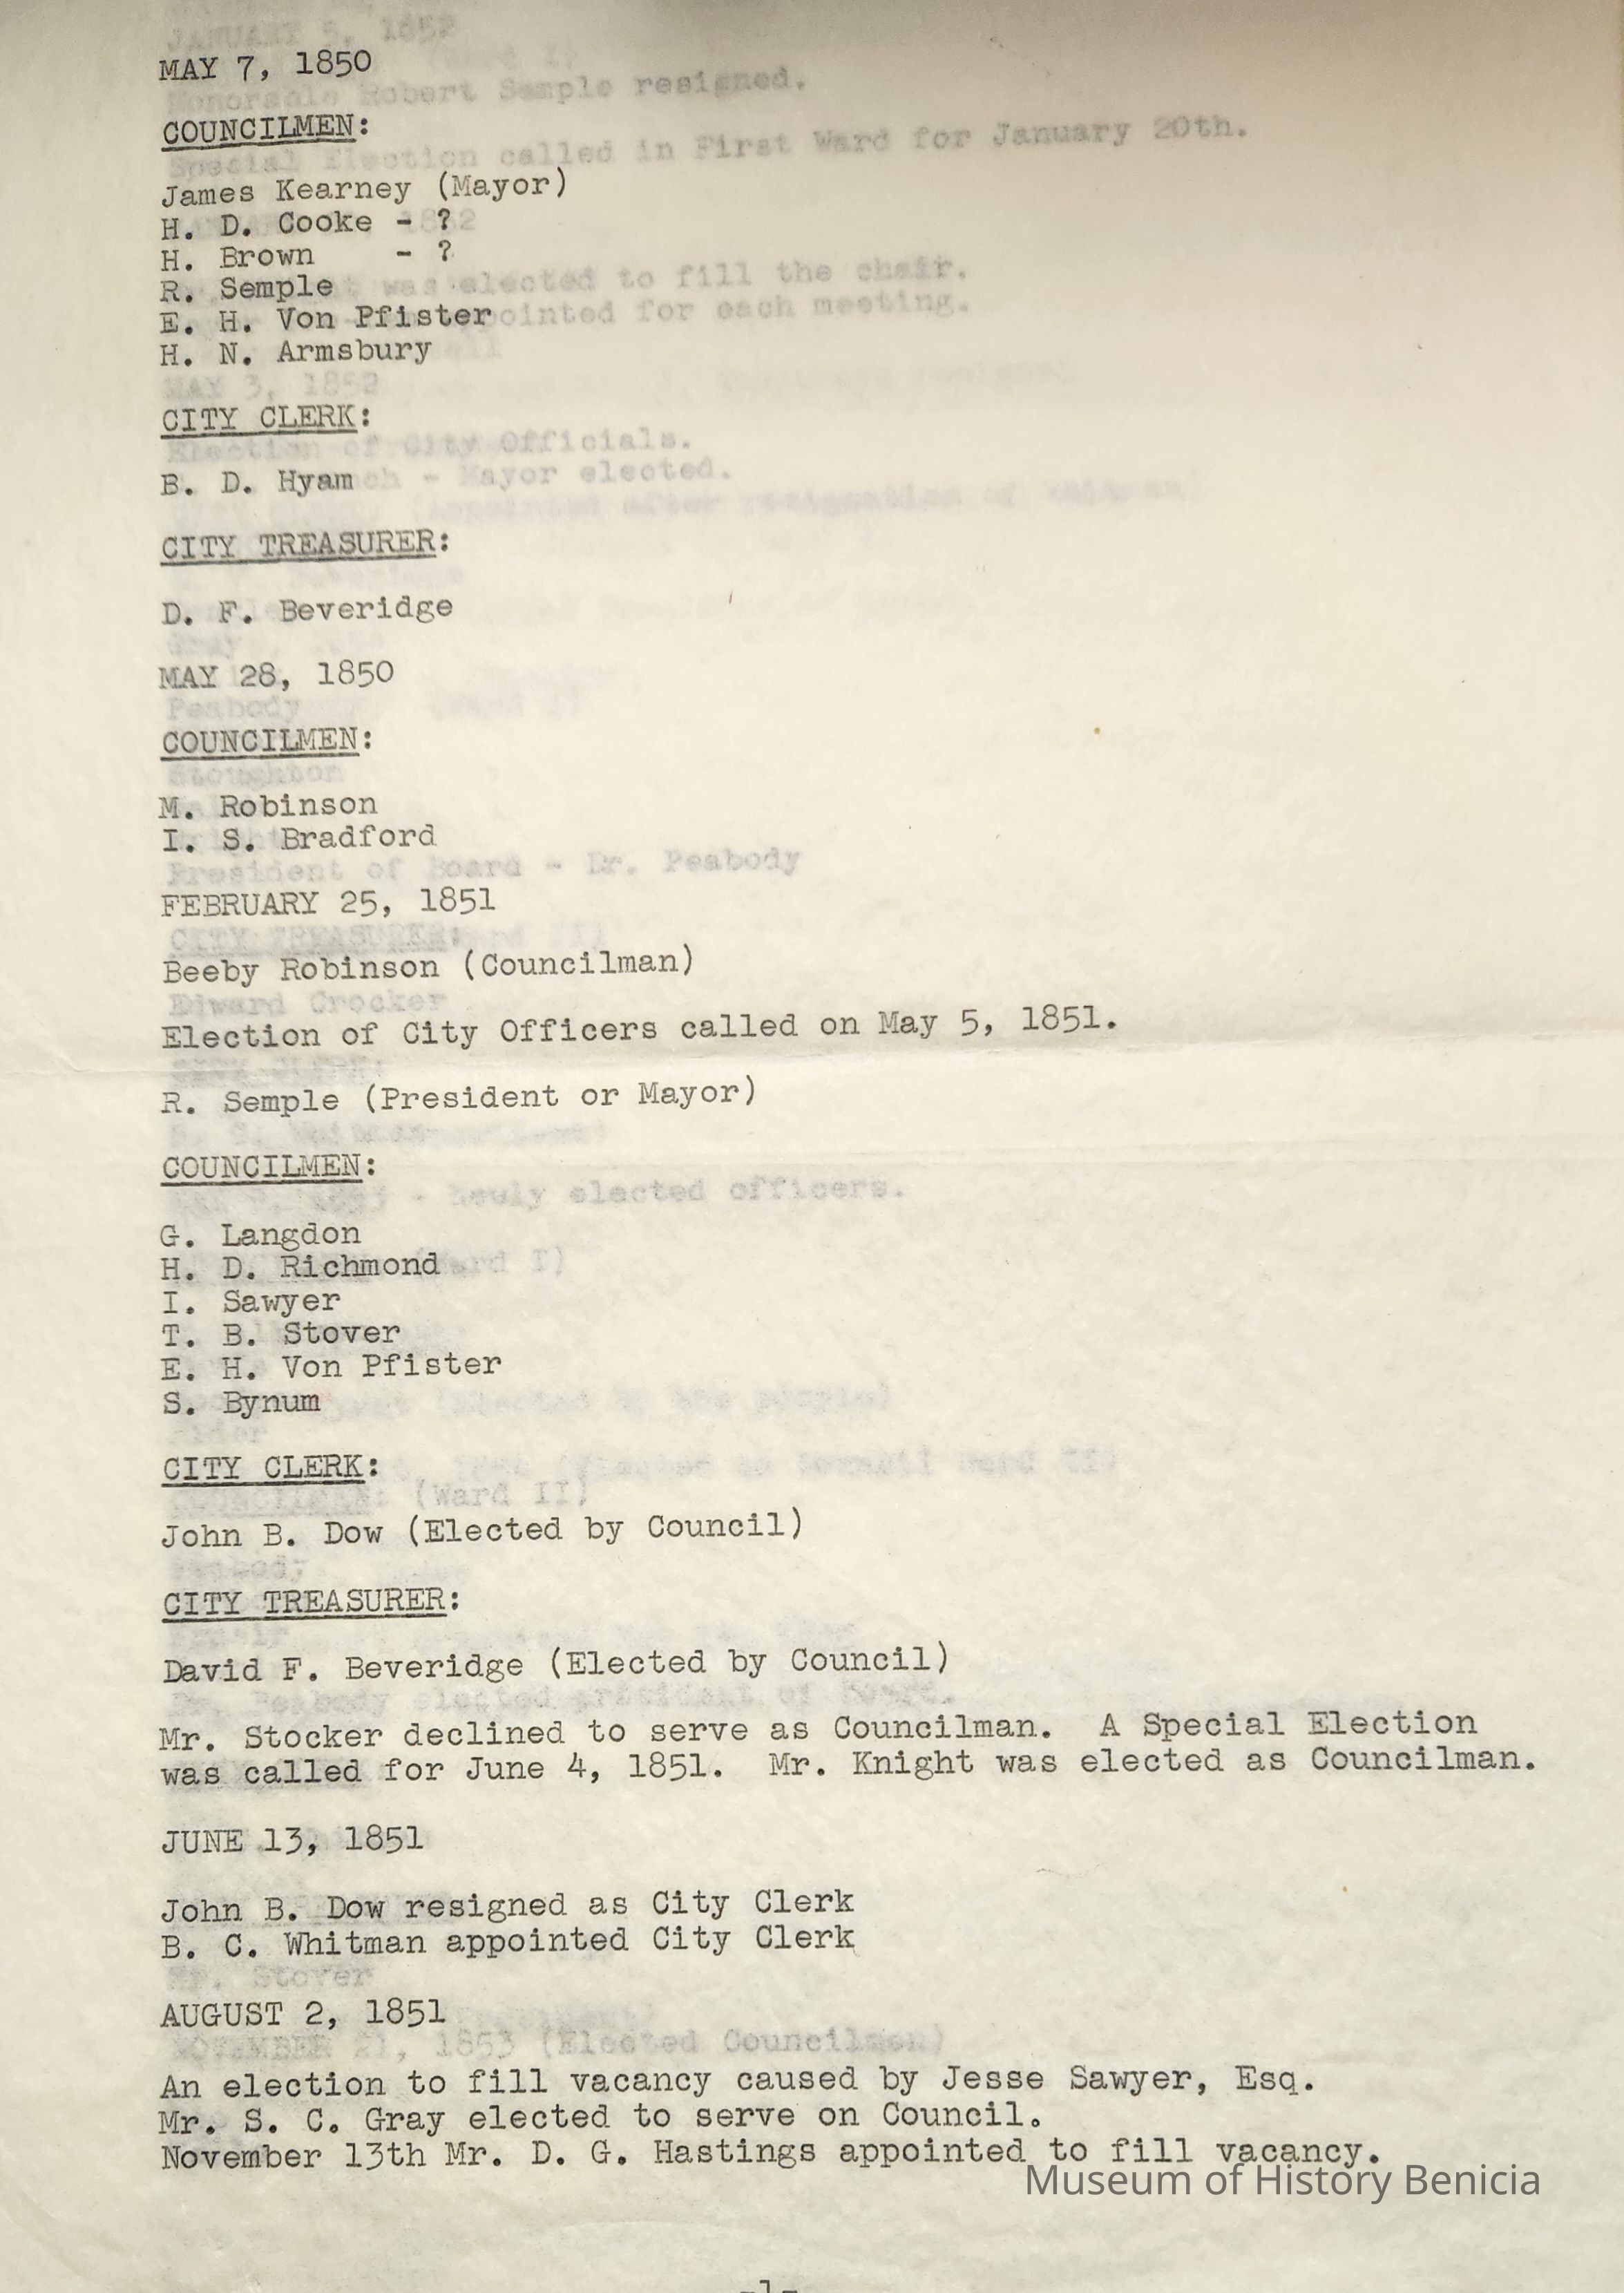 MAY 7, 1850
COUNCILMEN:
James Kearney (Mayor)
H. D. Cooke - ?
H. Brown - ?
R. Semple
E. H. Von Pfister
H. N. Armsbury
CITY CLERK:
B. D. Hyam
CITY TREASURER:
D. F. Beveridge
MAY 28, 1850
COUNCILMEN:
M. Robinson
I. S. Bradford
FEBRUARY 25, 1851
Beeby Robinson (Councilman)
Election of City Officers called on May 5, 1851.
R. Semple (President or Mayor)
COUNCILMEN:
G. Langdon
H. D. Richmond
I. Sawyer
T. B. Stover
E. H. Von Pfister
S. Bynum
CITY CLERK:
John B. Dow (Elected by Council)
CITY TREASURER:
David F. Beveridge (Elected by Council)
Mr. Stocker declined to serve as Councilman. A Special Election
was called for June 4, 1851. Mr. Knight was elected as Councilman.
JUNE 13, 1851
John B. Dow resigned as City Clerk
B. C. Whitman appointed City Clerk
AUGUST 2, 1851
An election to fill vacancy caused by Jesse Sawyer, Esq.
Mr. S. C. Gray elected to serve on Council.
November 13th Mr. D. G. Hastings appointed to fill vacancy.
Museum of History Benicia
-1-